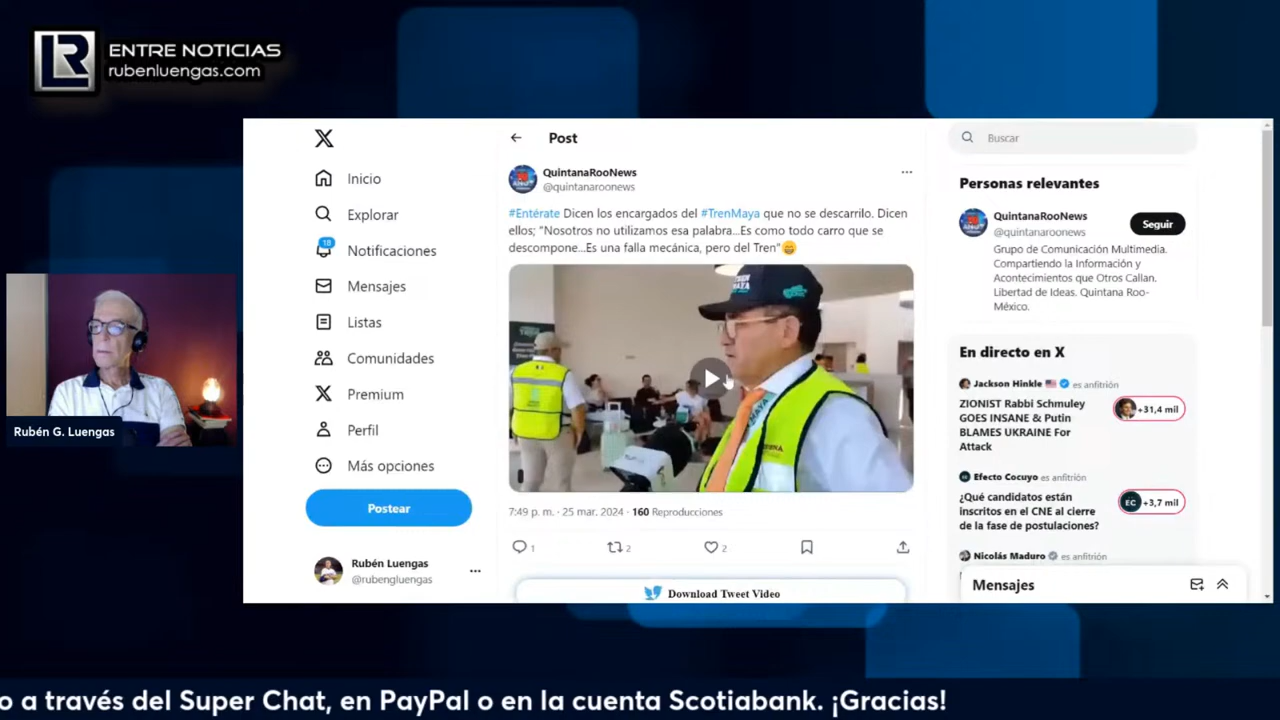 LR
ENTRE NOTICIAS
rubenluengas.com
Rubén G. Luengas
X
Inicio
Explorar
18
Notificaciones
Mensajes
Listas
Comunidades
Premium
Perfil
Más opciones
Postear
Rubén Luengas
@rubengluengas
Post
QuintanaRooNews
@quintanaroonews
#Entérate Dicen los encargados del #TrenMaya que no se descarrilo. Dicen
ellos; "Nosotros no utilizamos esa palabra...Es como todo carro que se
descompone...Es una falla mecánica, pero del Tren"😁
TREN
MAYA
7:49 p. m. · 25 mar. 2024 · 160 Reproducciones
1
2
2
Download Tweet Video
Buscar
Personas relevantes
QuintanaRooNews
@quintanaroonews
Seguir
Grupo de Comunicación Multimedia.
Compartiendo la Información y
Acontecimientos que Otros Callan.
Libertad de Ideas. Quintana Roo-
México.
En directo en X
Jackson Hinkle 🇺🇸 es anfitrión
ZIONIST Rabbi Schmuley
GOES INSANE & Putin
BLAMES UKRAINE For
Attack
+31,4 mil
Efecto Cocuyo es anfitrión
¿Qué candidatos están
inscritos en el CNE al cierre
de la fase de postulaciones?
EC +3,7 mil
Nicolás Maduro es anfitrión
Mensajes
o a través del Super Chat, en PayPal o en la cuenta Scotiabank. ¡Gracias!